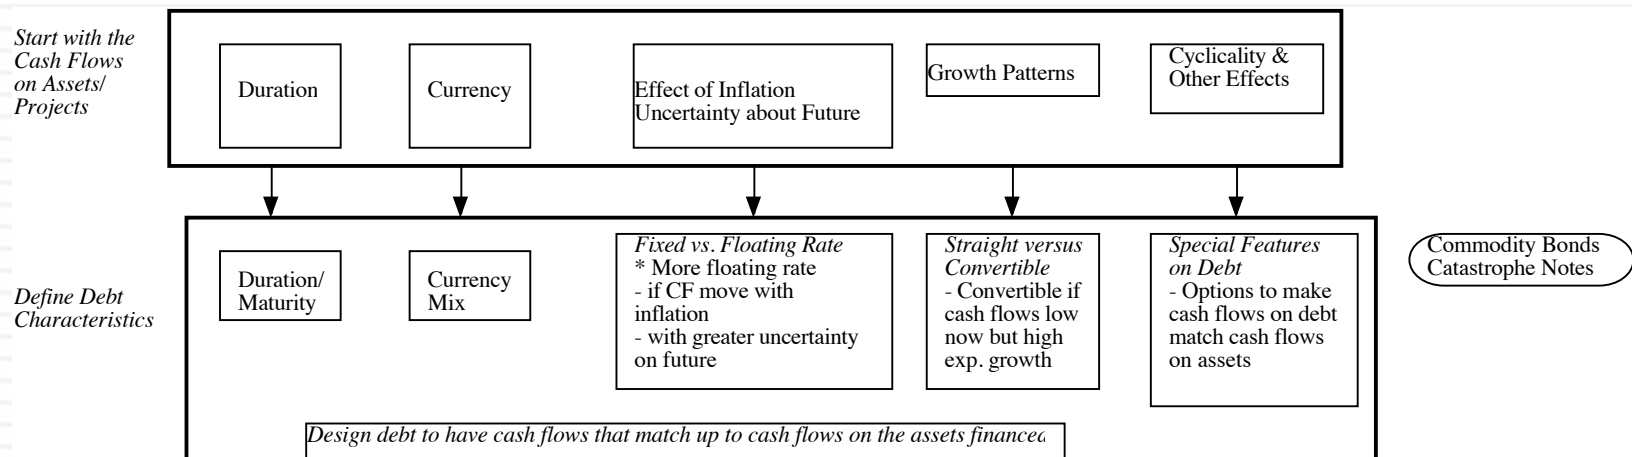 Start with the
Cash Flows
on Assets/
Projects
Duration
Currency
Effect of Inflation
Uncertainty about Future
Growth Patterns
Cyclicality &
Other Effects
Define Debt
Characteristics
Duration/
Maturity
Currency
Mix
Fixed vs. Floating Rate
* More floating rate
- if CF move with
inflation
- with greater uncertainty
on future
Straight versus
Convertible
- Convertible if
cash flows low
now but high
exp. growth
Special Features
on Debt
- Options to make
cash flows on debt
match cash flows
on assets
Commodity Bonds
Catastrophe Notes
Design debt to have cash flows that match up to cash flows on the assets financed